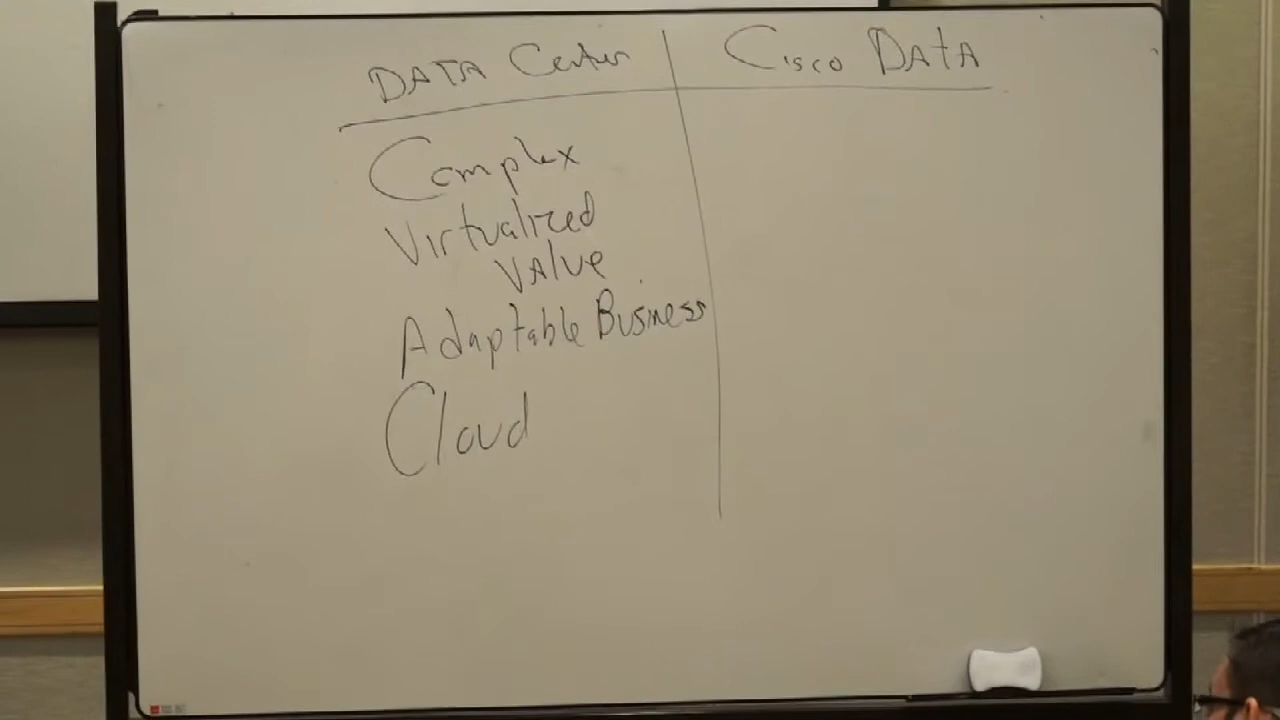 DATA Center Cisco DATA
Complex
Virtualized
VAlue
Adaptable Business
Cloud